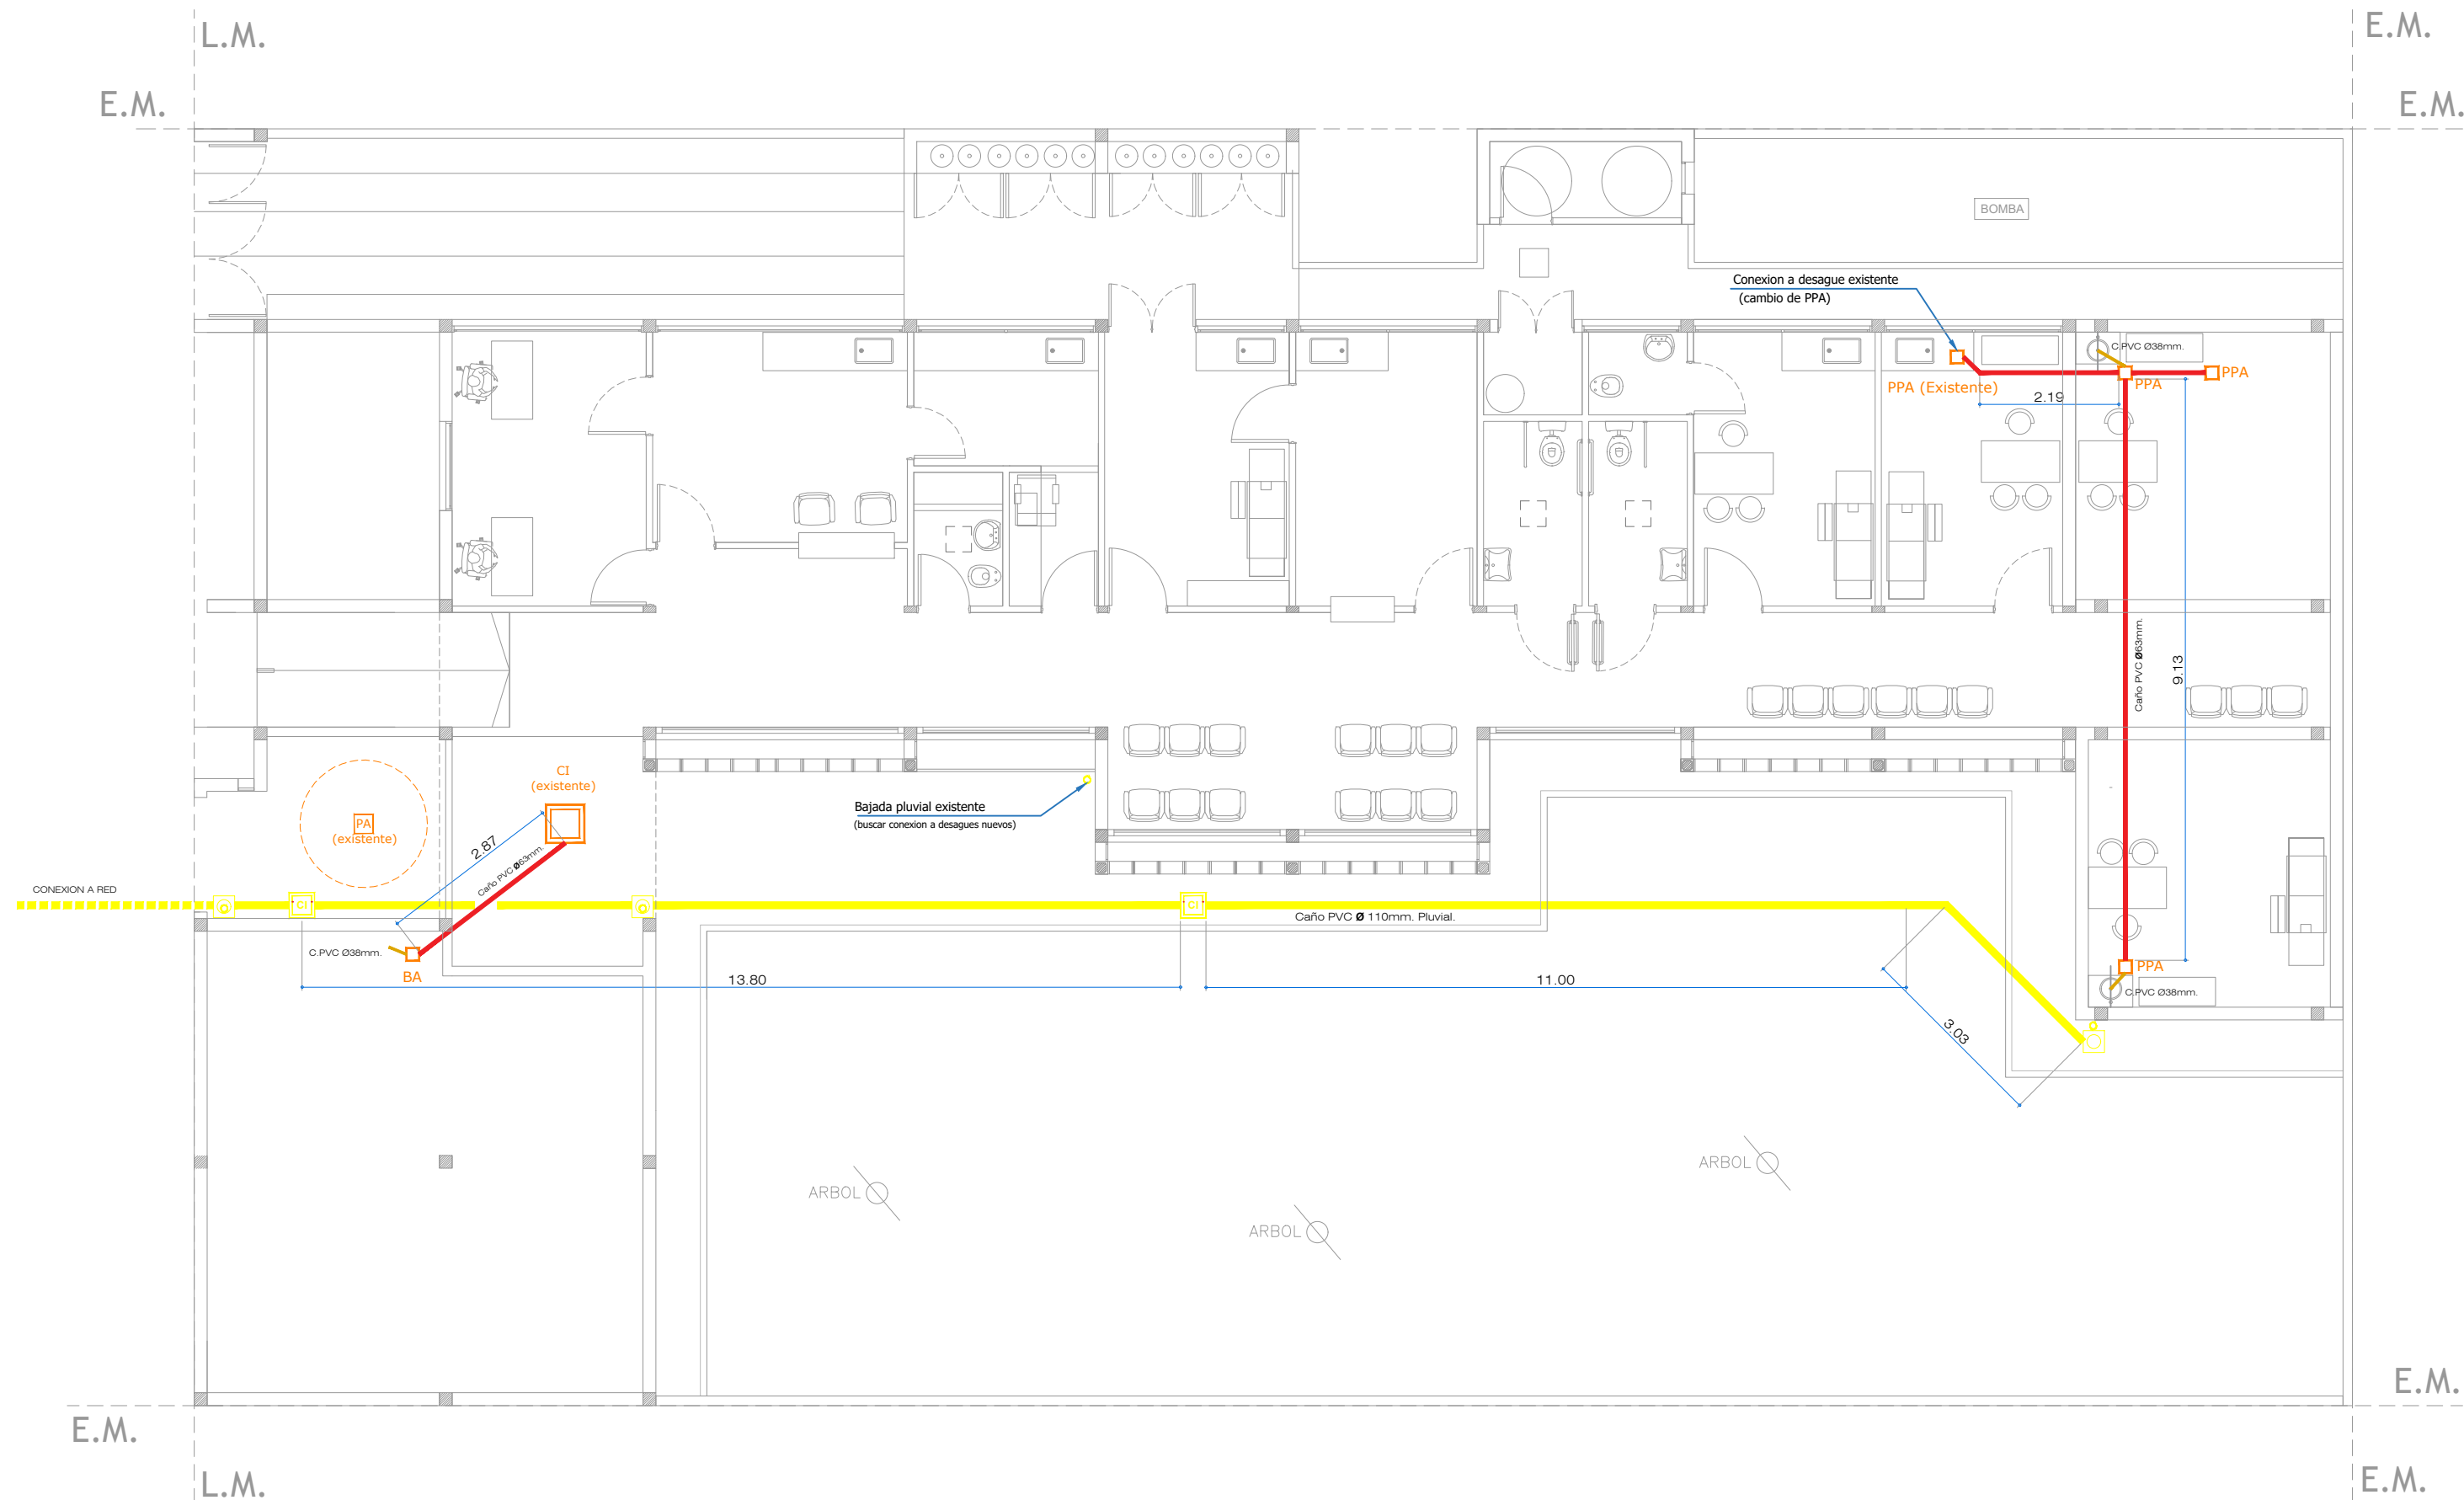 L.M.
E.M.
E.M.
E.M.
BOMBA
Conexion a desague existente
(cambio de PPA)
C.PVC Ø38mm.
PPA (Existente)
PPA
PPA
2.19
Caño PVC Ø63mm.
9.13
CI
(existente)
PA
(existente)
2.87
Caño PVC Ø63mm.
Bajada pluvial existente
(buscar conexion a desagues nuevos)
CONEXION A RED
CI
CI
Caño PVC Ø 110mm. Pluvial.
C.PVC Ø38mm.
BA
13.80
11.00
3.03
PPA
C.PVC Ø38mm.
ARBOL
ARBOL
ARBOL
E.M.
E.M.
L.M.
E.M.